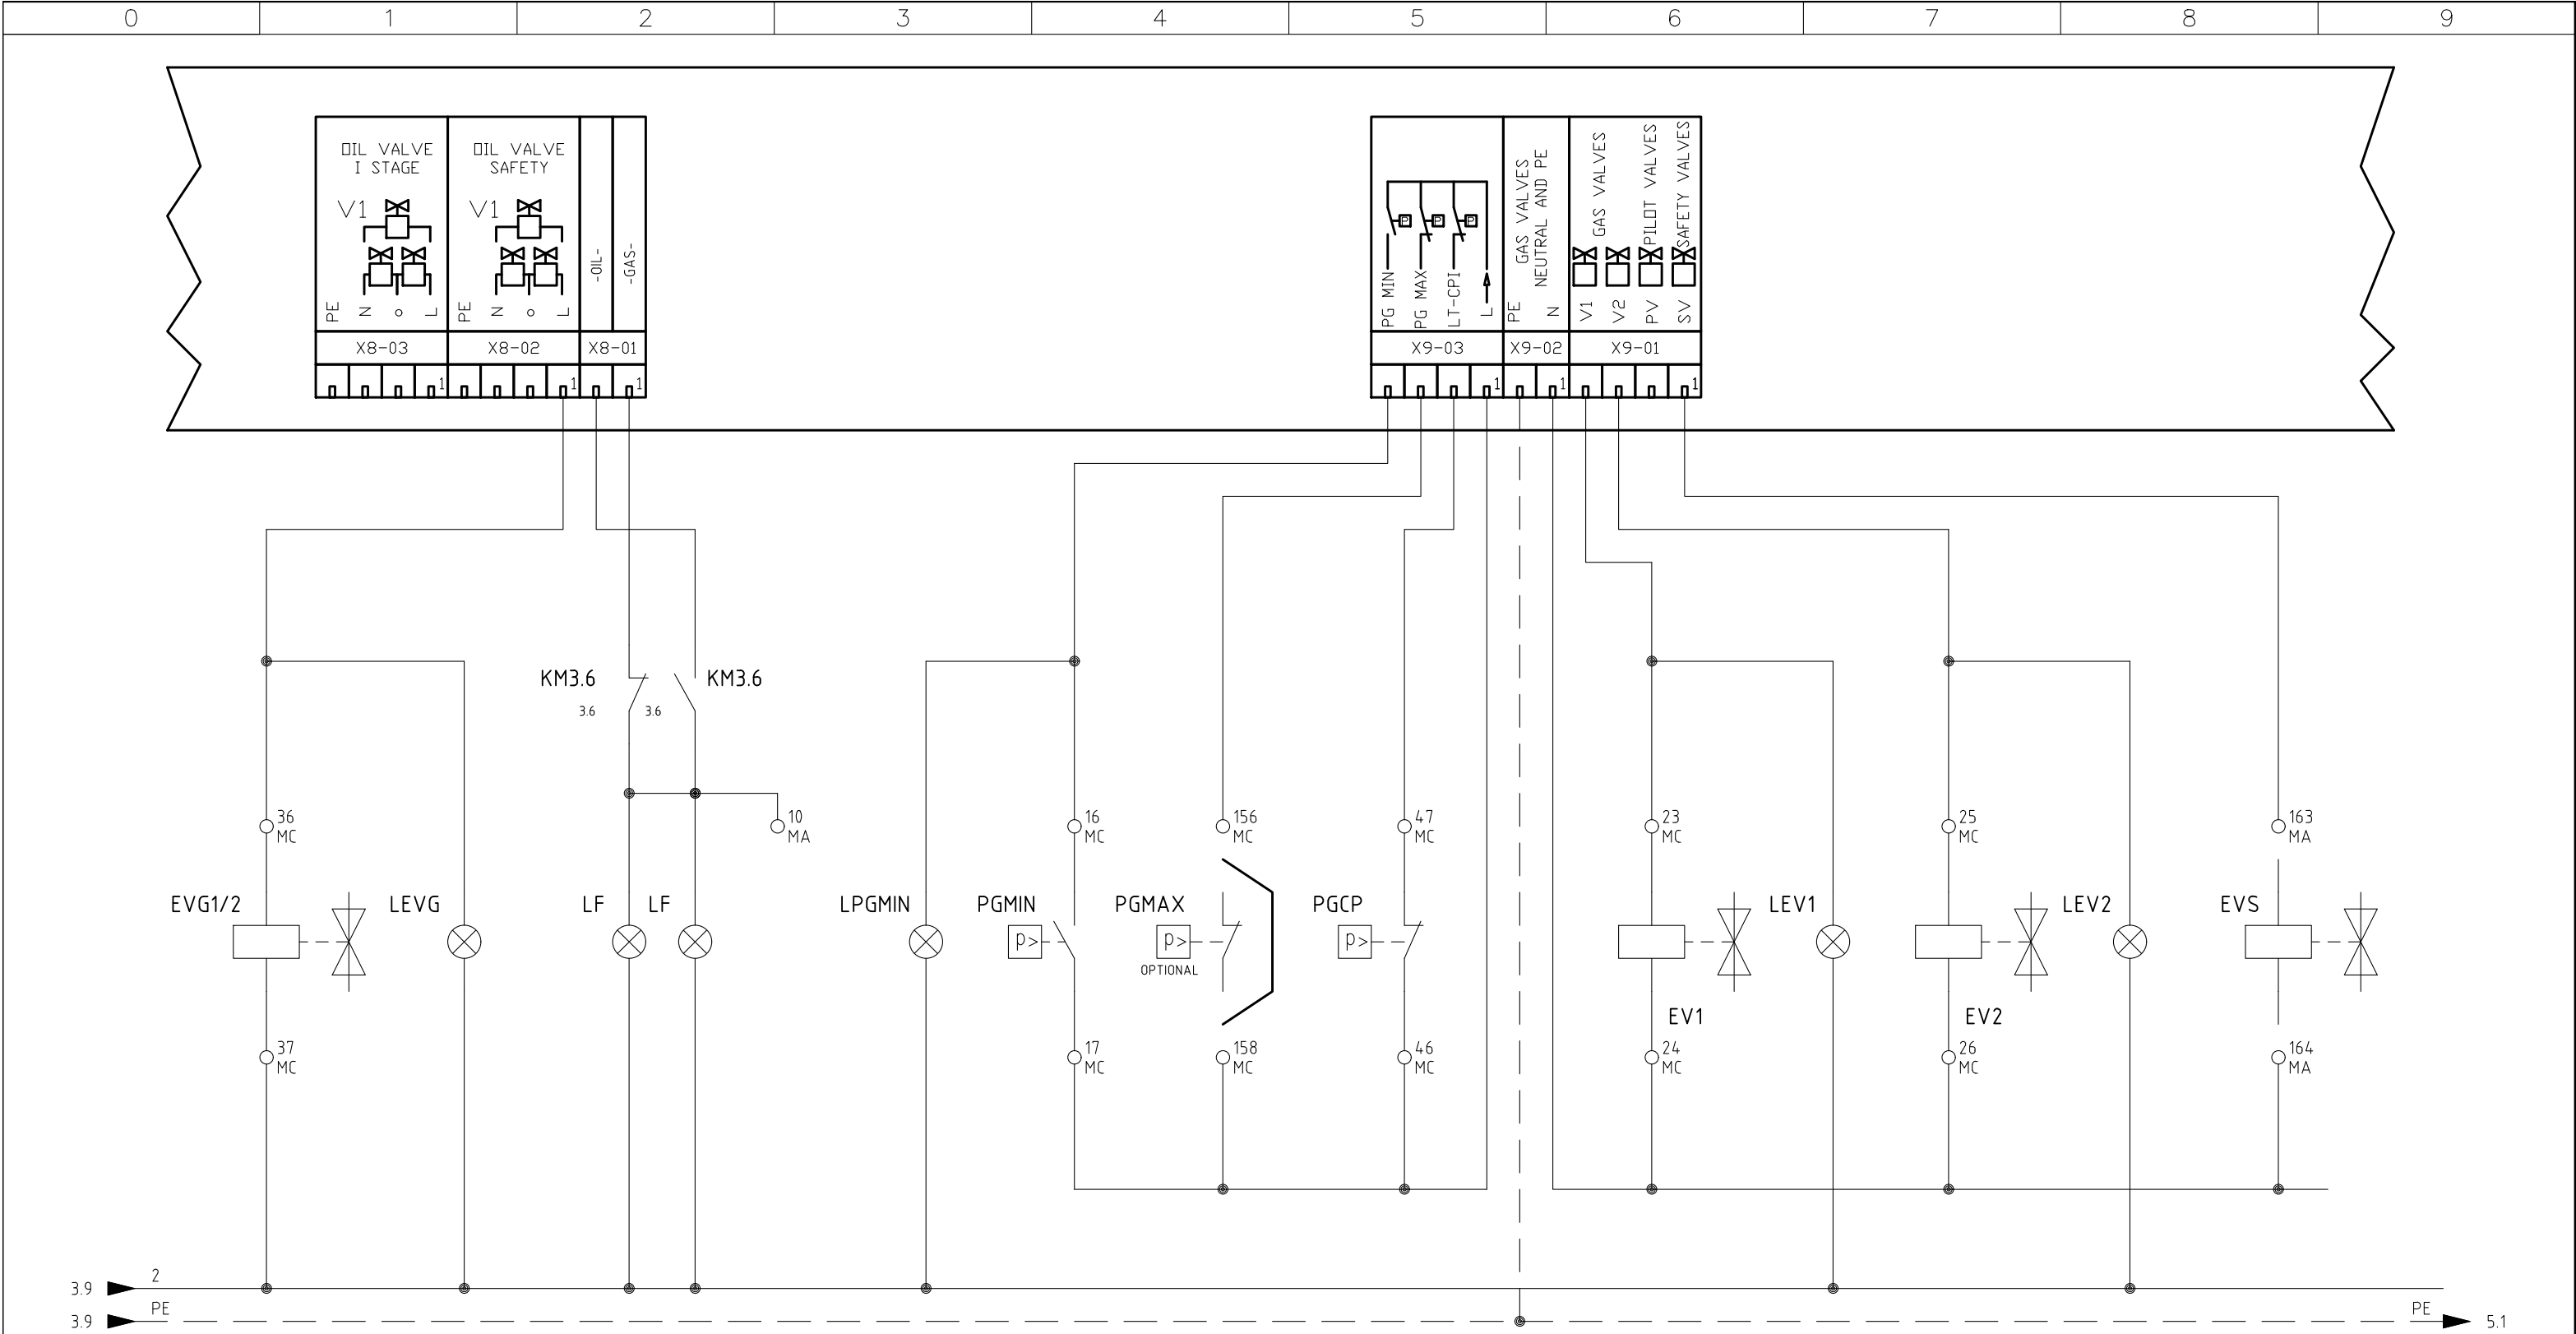 0 1 2 3 4 5 6 7 8 9
OIL VALVE
I STAGE
V1
PE N o L
X8-03
1
OIL VALVE
SAFETY
V1
PE N o L
X8-02
1
-OIL-
-GAS-
X8-01
1
P P P
PG MIN
PG MAX
LT-CPI
L
X9-03
1
GAS VALVES
NEUTRAL AND PE
PE N
X9-02
1
GAS VALVES
PILOT VALVES
SAFETY VALVES
V1 V2 PV SV
X9-01
1
KM3.6
3.6
KM3.6
3.6
36
MC
10
MA
16
MC
156
MC
47
MC
23
MC
25
MC
163
MA
EVG1/2
LEVG
LF
LF
LPGMIN
PGMIN
p>
PGMAX
p>
OPTIONAL
PGCP
p>
LEV1
LEV2
EVS
EV1
EV2
37
MC
17
MC
158
MC
46
MC
24
MC
26
MC
164
MA
3.9 2
3.9 PE
PE 5.1